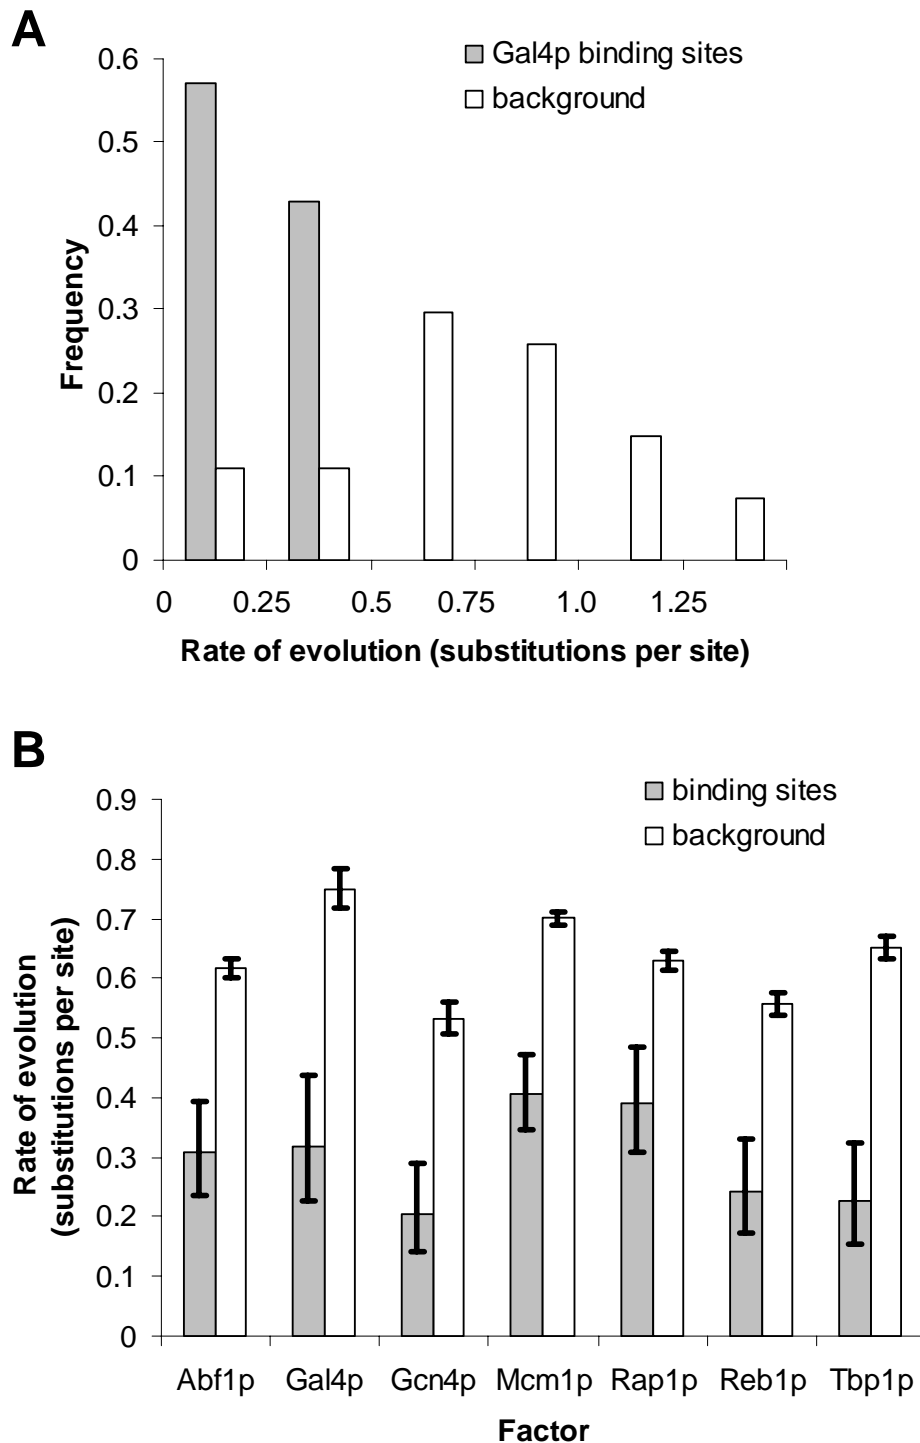 A
Gal4p binding sites
background
0.6
0.5
0.4
0.3
0.2
0.1
0
Frequency
0 0.25 0.5 0.75 1.0 1.25
Rate of evolution (substitutions per site)
B
binding sites
background
0.9
0.8
0.7
0.6
0.5
0.4
0.3
0.2
0.1
0
Rate of evolution
(substitutions per site)
Abf1p Gal4p Gcn4p Mcm1p Rap1p Reb1p Tbp1p
Factor